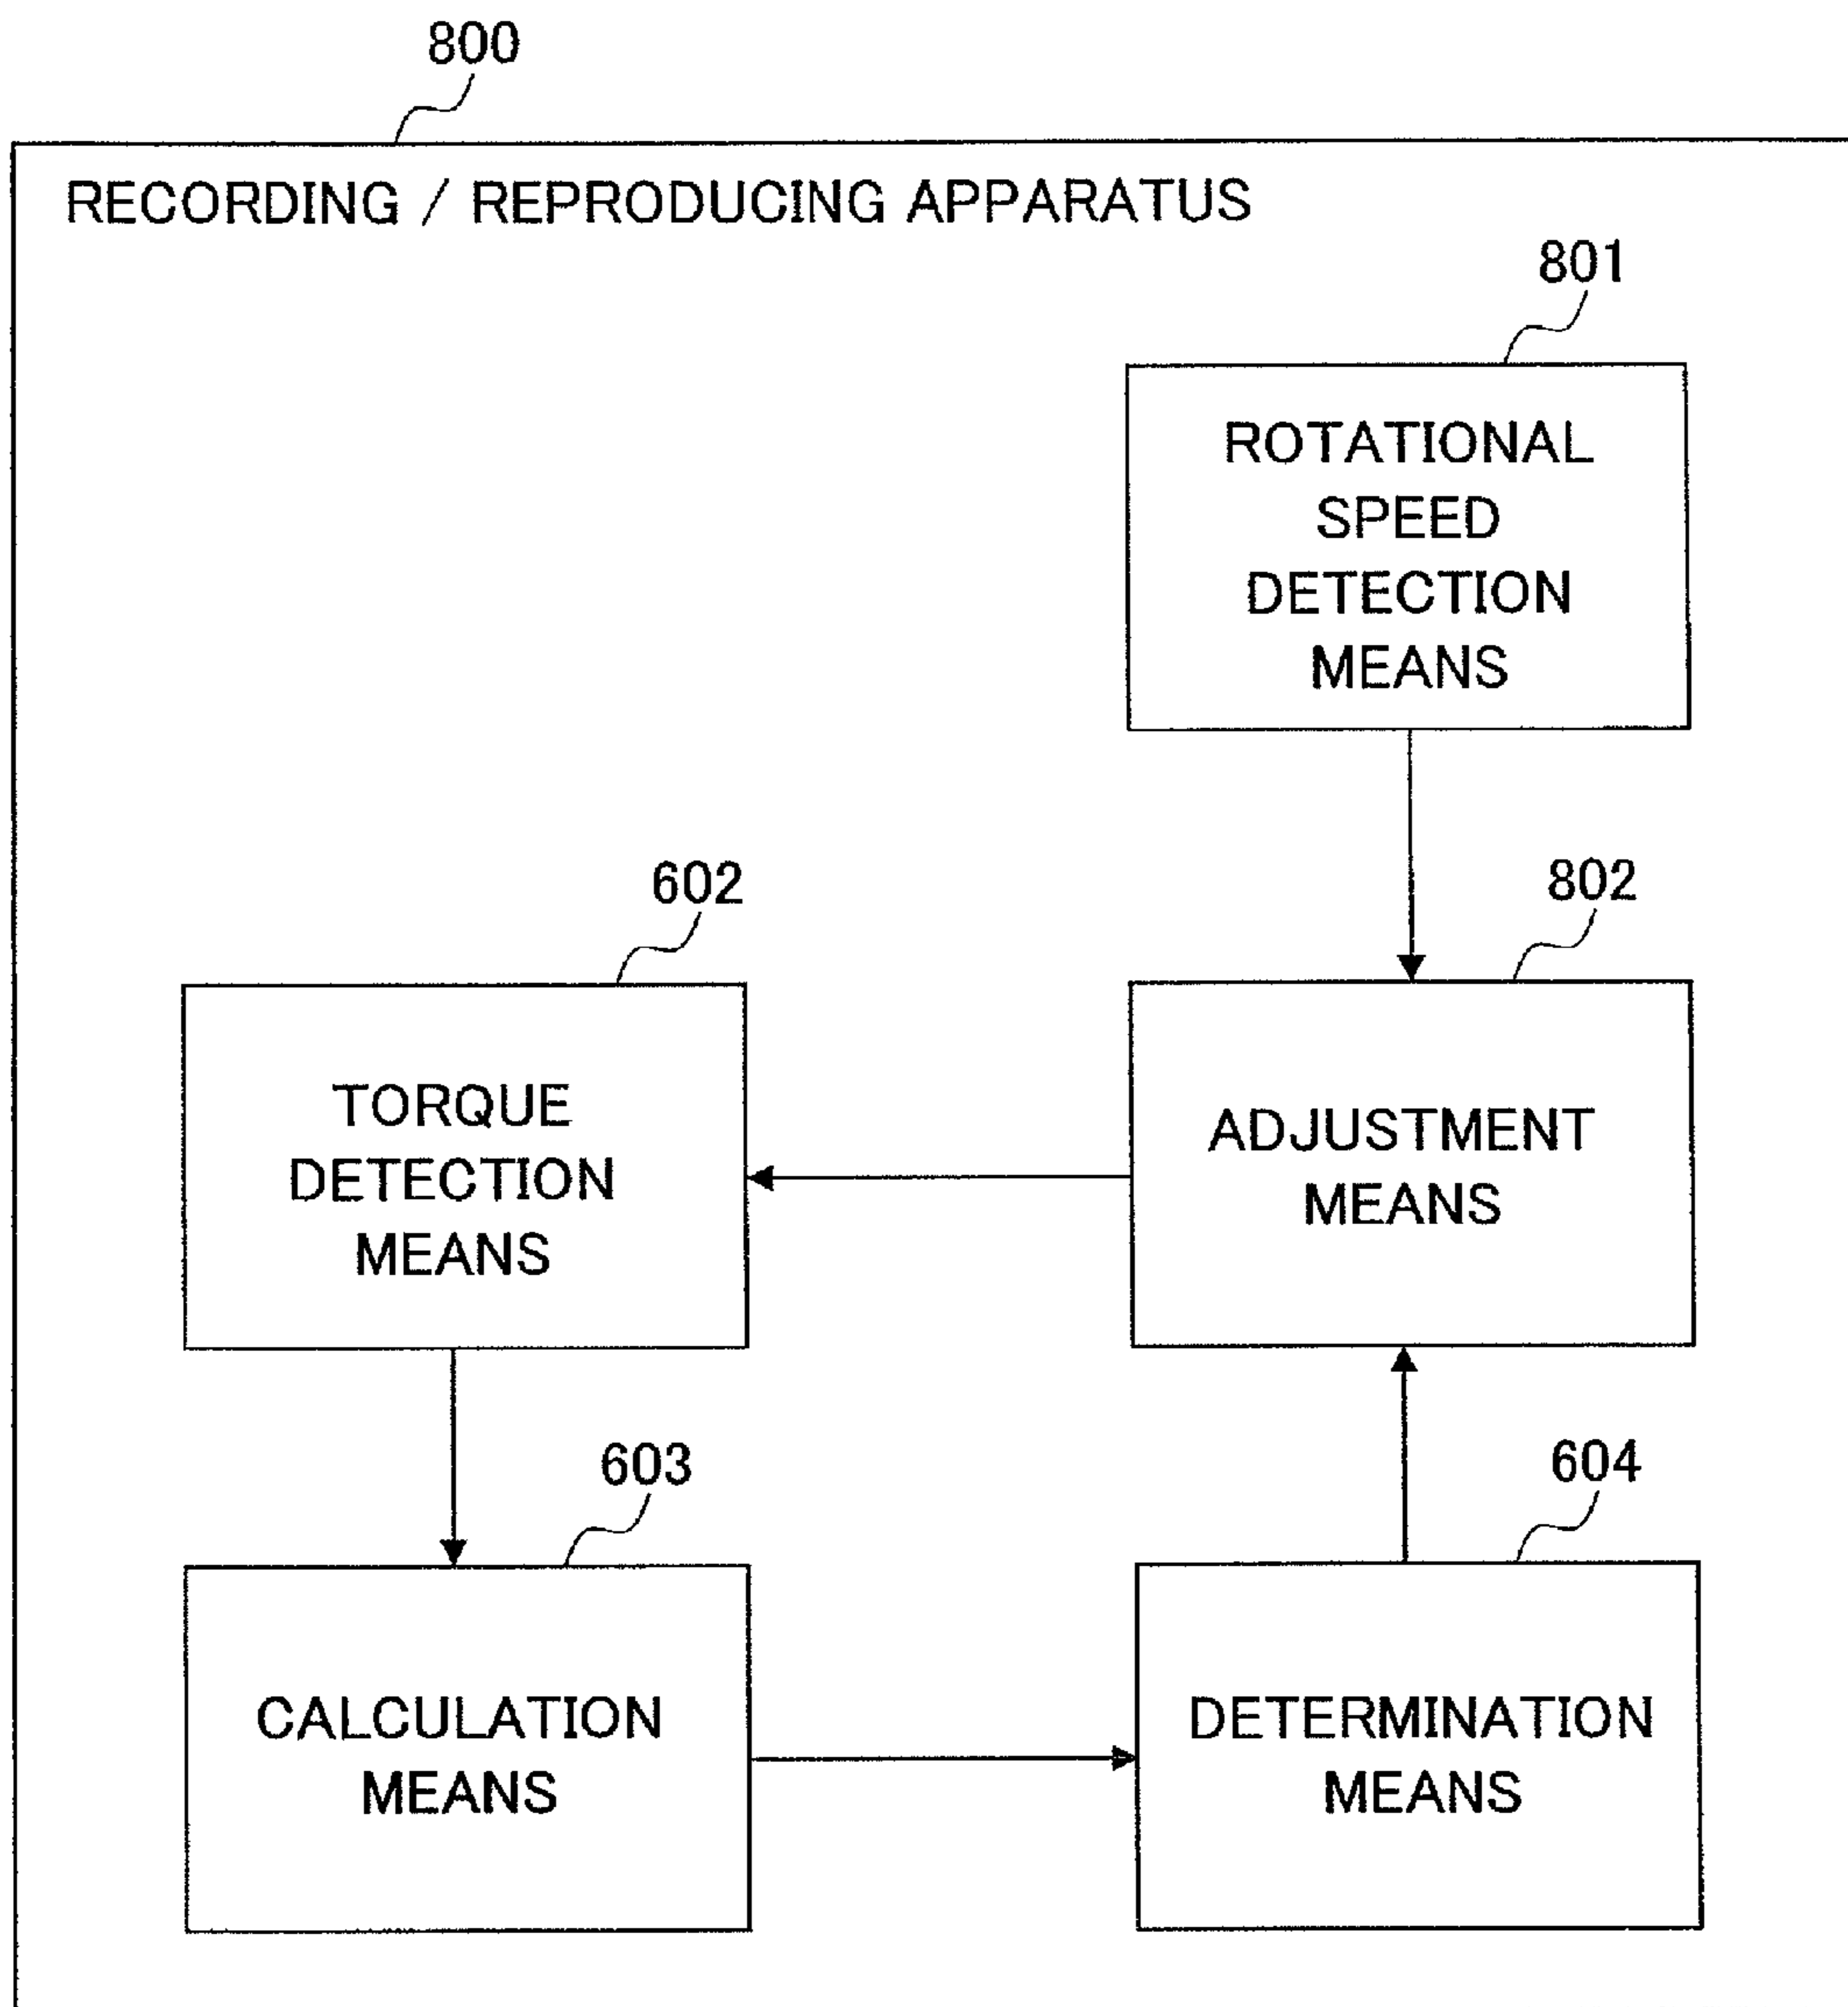 800
RECORDING / REPRODUCING APPARATUS
801
ROTATIONAL
SPEED
DETECTION
MEANS
602
TORQUE
DETECTION
MEANS
802
ADJUSTMENT
MEANS
603
CALCULATION
MEANS
604
DETERMINATION
MEANS